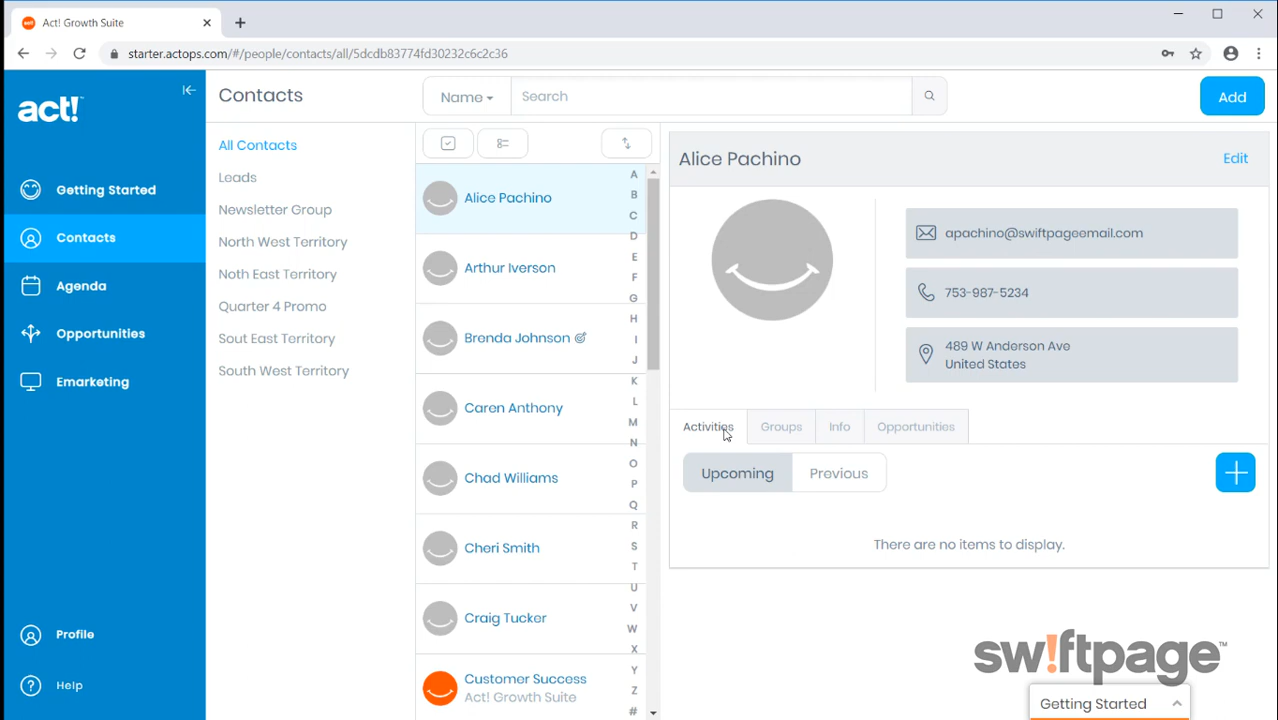 Act! Growth Suite
starter.actops.com/#/people/contacts/all/5dcdb83774fd30232c6c2c36
act!
Getting Started
Contacts
Agenda
Opportunities
Emarketing
Profile
Help
Contacts
Name
Search
Add
All Contacts
Leads
Newsletter Group
North West Territory
Noth East Territory
Quarter 4 Promo
Sout East Territory
South West Territory
Alice Pachino
Arthur Iverson
Brenda Johnson
Caren Anthony
Chad Williams
Cheri Smith
Craig Tucker
Customer Success
Act! Growth Suite
A
B
C
D
E
F
G
H
I
J
K
L
M
N
O
P
Q
R
S
T
U
V
W
X
Y
Z
#
Alice Pachino
Edit
apachino@swiftpageemail.com
753-987-5234
489 W Anderson Ave
United States
Activities
Groups
Info
Opportunities
Upcoming
Previous
There are no items to display.
sw!ftpage™
Getting Started